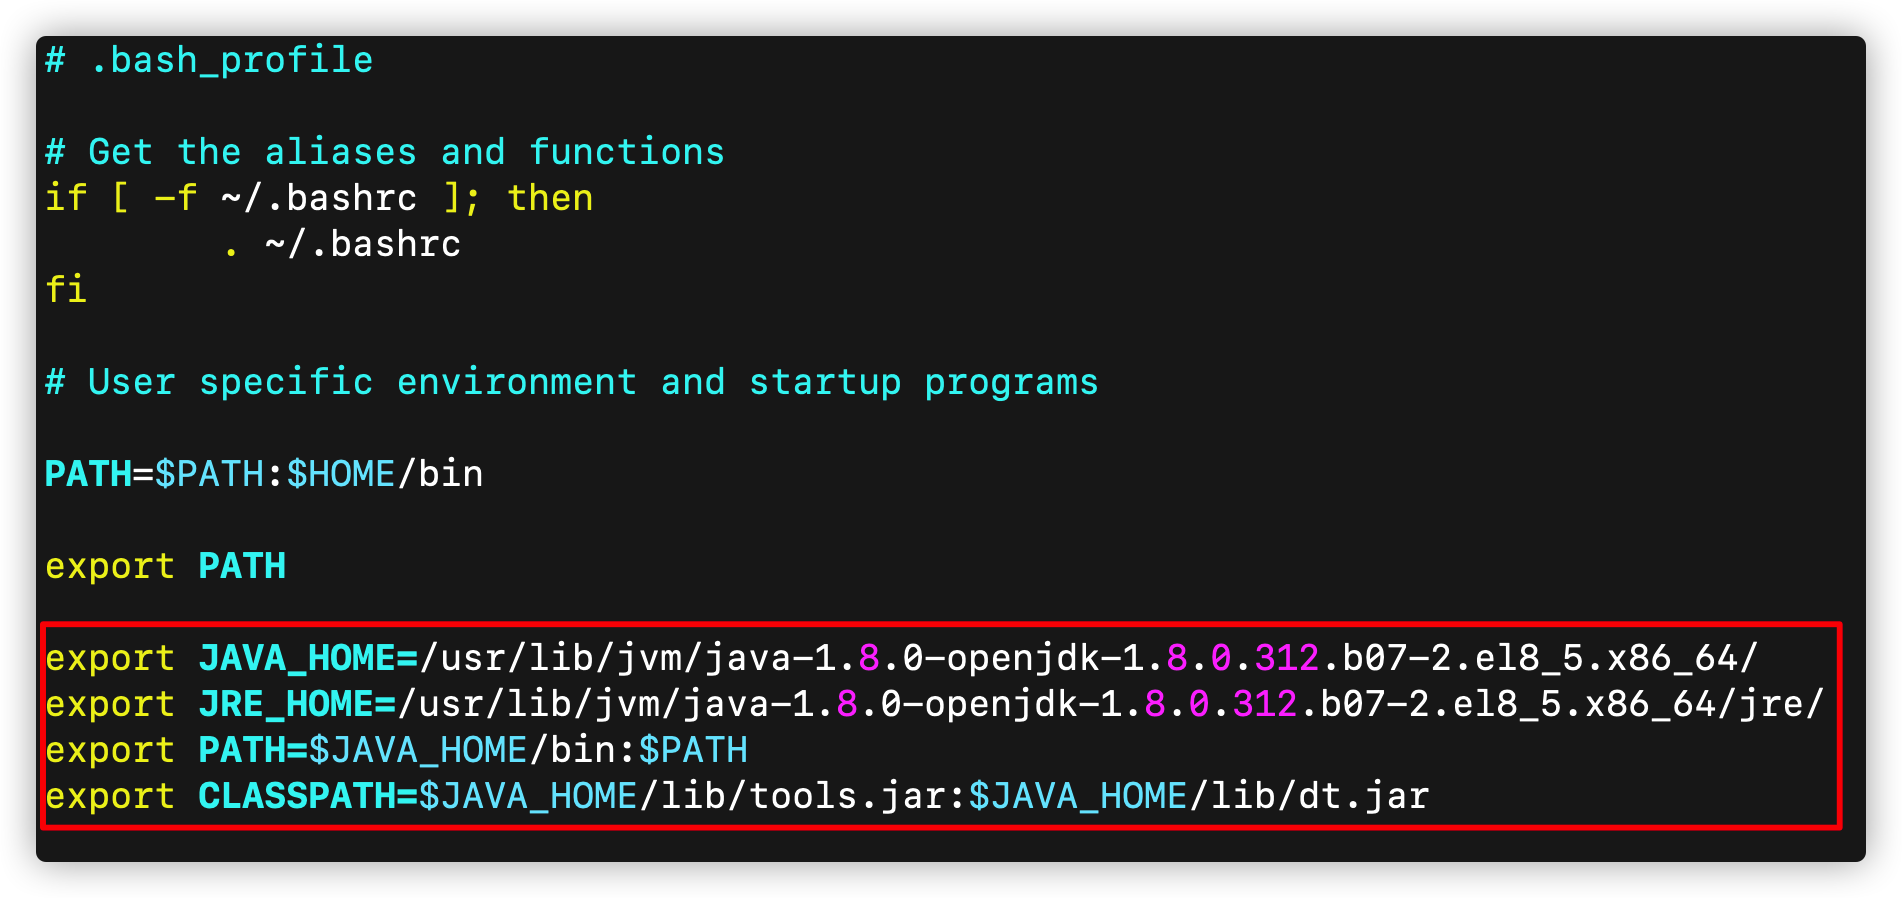 # .bash_profile
# Get the aliases and functions
if [ -f ~/.bashrc ]; then
        . ~/.bashrc
fi
# User specific environment and startup programs
PATH=$PATH:$HOME/bin
export PATH
export JAVA_HOME=/usr/lib/jvm/java-1.8.0-openjdk-1.8.0.312.b07-2.el8_5.x86_64/
export JRE_HOME=/usr/lib/jvm/java-1.8.0-openjdk-1.8.0.312.b07-2.el8_5.x86_64/jre/
export PATH=$JAVA_HOME/bin:$PATH
export CLASSPATH=$JAVA_HOME/lib/tools.jar:$JAVA_HOME/lib/dt.jar